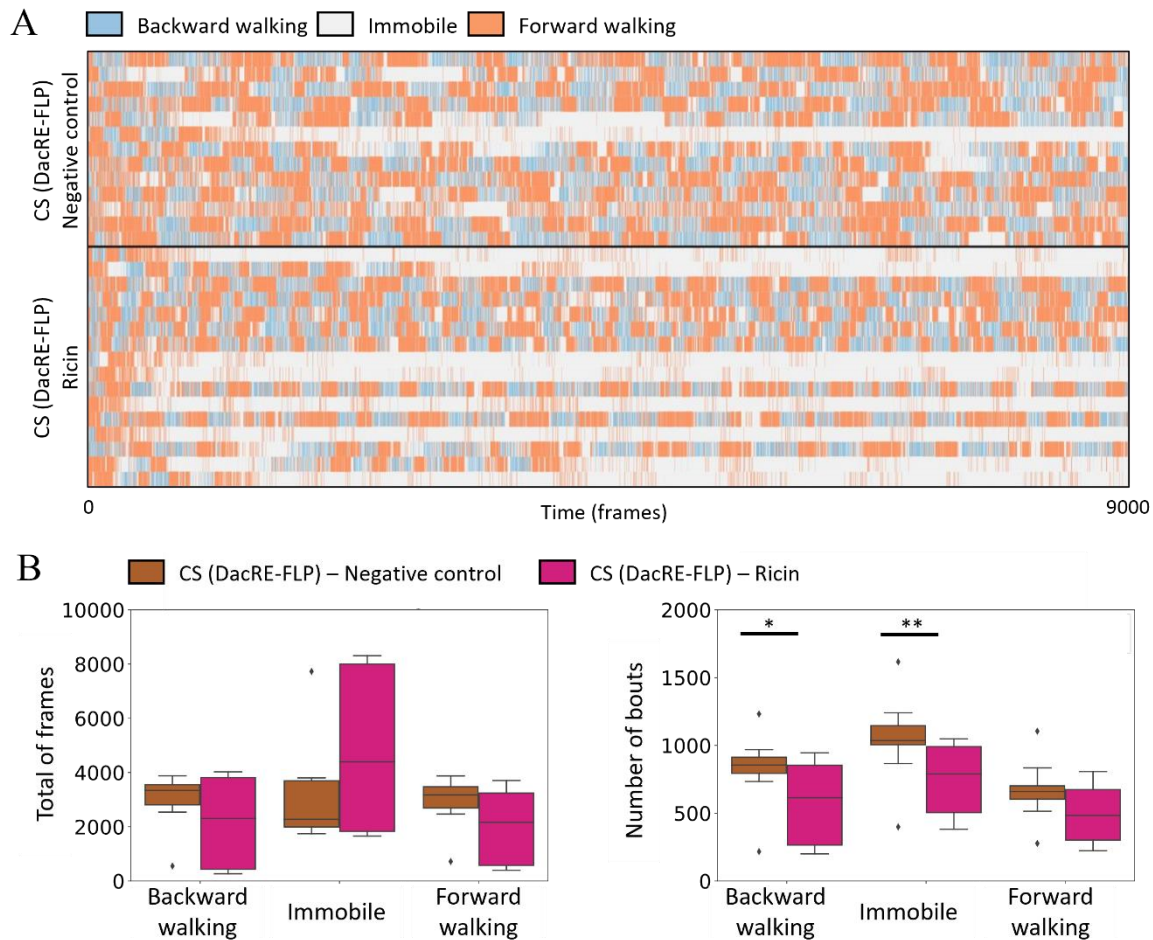 A
Backward walking
Immobile
Forward walking
CS (DacRE-FLP)
Negative control
CS (DacRE-FLP)
Ricin
0
Time (frames)
9000
B
CS (DacRE-FLP) – Negative control
CS (DacRE-FLP) – Ricin
Total of frames
10000
8000
6000
4000
2000
0
Backward
walking
Immobile
Forward
walking
Number of bouts
2000
1500
1000
500
0
*
**
Backward
walking
Immobile
Forward
walking